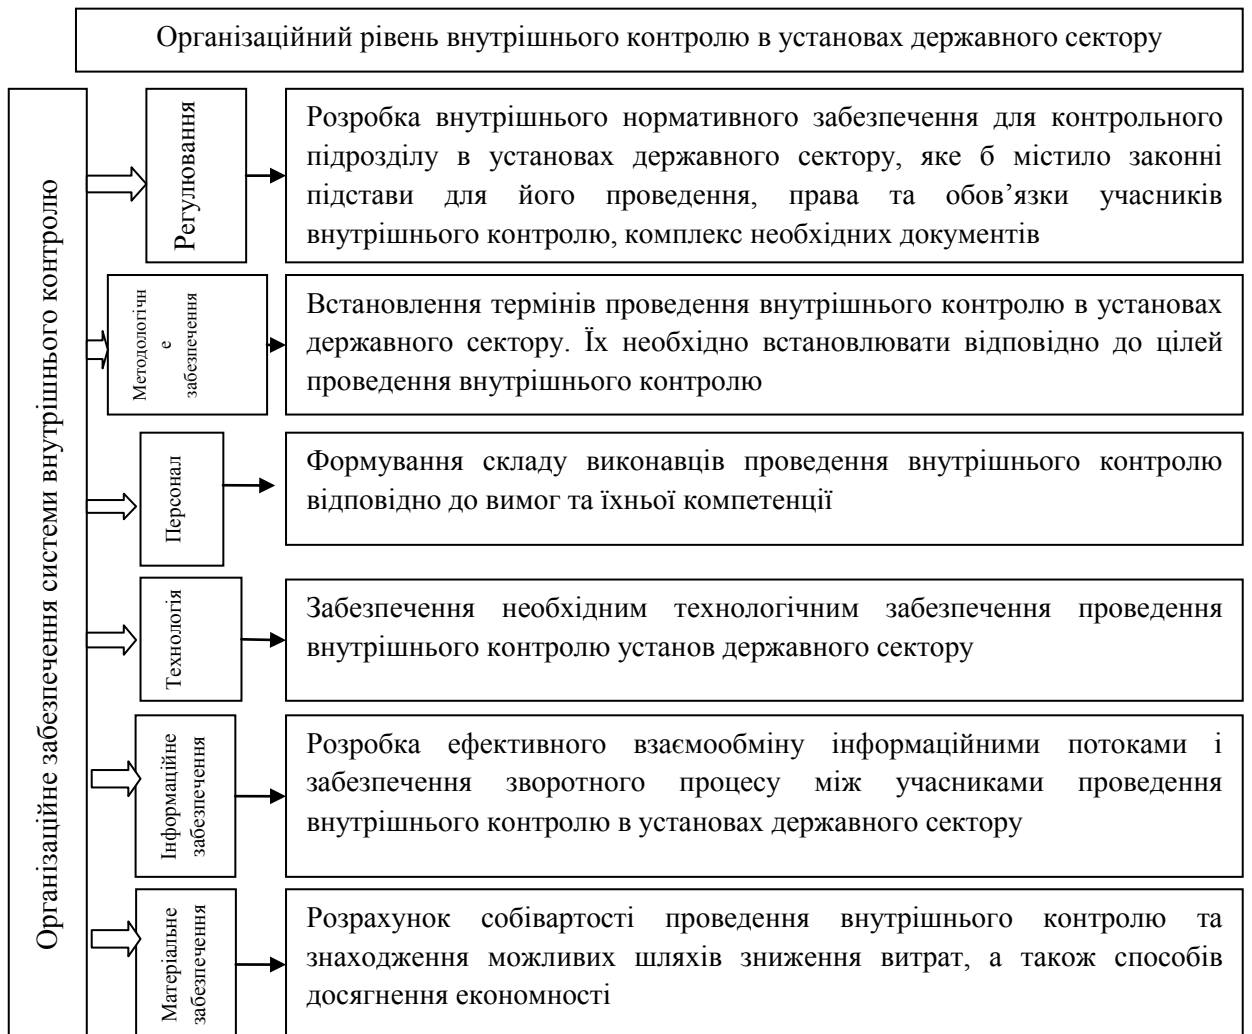 Організаційний рівень внутрішнього контролю в установах державного сектору
Організаційне забезпечення системи внутрішнього контролю
Регулювання
Розробка внутрішнього нормативного забезпечення для контрольного
підрозділу в установах державного сектору, яке б містило законні
підстави для його проведення, права та обов’язки учасників
внутрішнього контролю, комплекс необхідних документів
Методологічн
е
забезпечення
Встановлення термінів проведення внутрішнього контролю в установах
державного сектору. Їх необхідно встановлювати відповідно до цілей
проведення внутрішнього контролю
Персонал
Формування складу виконавців проведення внутрішнього контролю
відповідно до вимог та їхньої компетенції
Технологія
Забезпечення необхідним технологічним забезпечення проведення
внутрішнього контролю установ державного сектору
Інформаційне
забезпечення
Розробка ефективного взаємообміну інформаційними потоками і
забезпечення зворотного процесу між учасниками проведення
внутрішнього контролю в установах державного сектору
Матеріальне
забезпечення
Розрахунок собівартості проведення внутрішнього контролю та
знаходження можливих шляхів зниження витрат, а також способів
досягнення економності